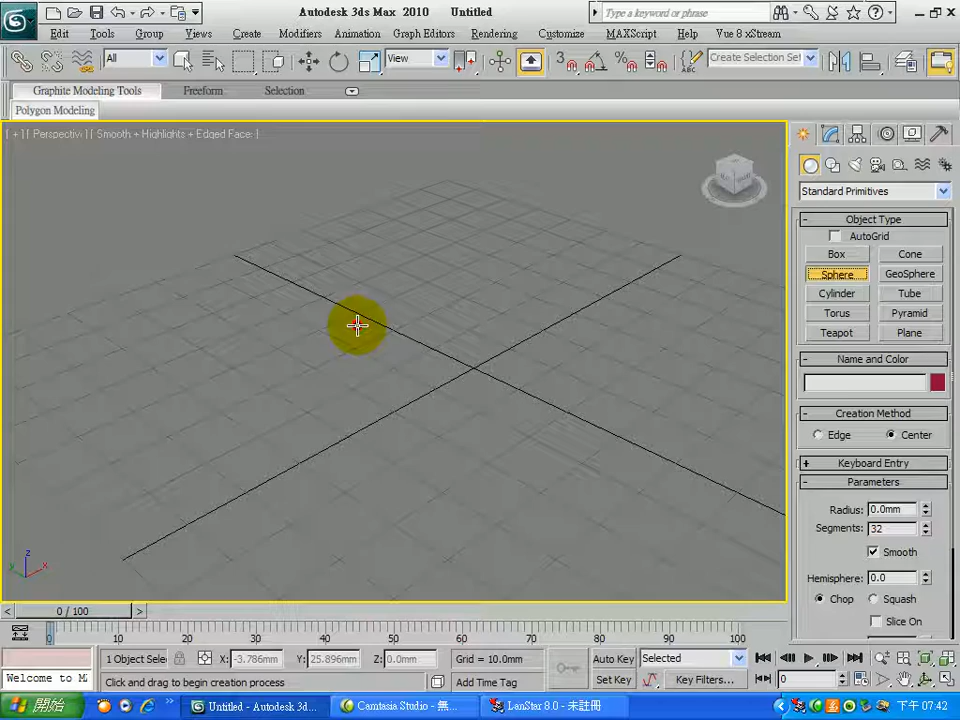 Autodesk 3ds Max 2010 Untitled
Type a keyword or phrase
Edit Tools Group Views Create Modifiers Animation Graph Editors Rendering Customize MAXScript Help Vue 8 xStream
All View 3 Create Selection Set
Graphite Modeling Tools Freeform Selection
Polygon Modeling
[ + ] [ Perspectiv ] [ Smooth + Highlights + Edged Face: ]
Standard Primitives
- Object Type
AutoGrid
Box Cone
Sphere GeoSphere
Cylinder Tube
Torus Pyramid
Teapot Plane
- Name and Color
- Creation Method
Edge Center
+ Keyboard Entry
- Parameters
Radius: 0.0mm
Segments: 32
Smooth
Hemisphere: 0.0
Chop Squash
Slice On
z
y x
< 0 / 100 >
0 10 20 30 40 50 60 70 80 90 100
1 Object Sele X: -3.786mm Y: 25.896mm Z: 0.0mm Grid = 10.0mm Auto Key Selected
Welcome to M Click and drag to begin creation process Add Time Tag Set Key Key Filters... 0
開始 Untitled - Autodesk 3d... Camtasia Studio - 無... LanStar 8.0 - 未註冊 下午 07:42